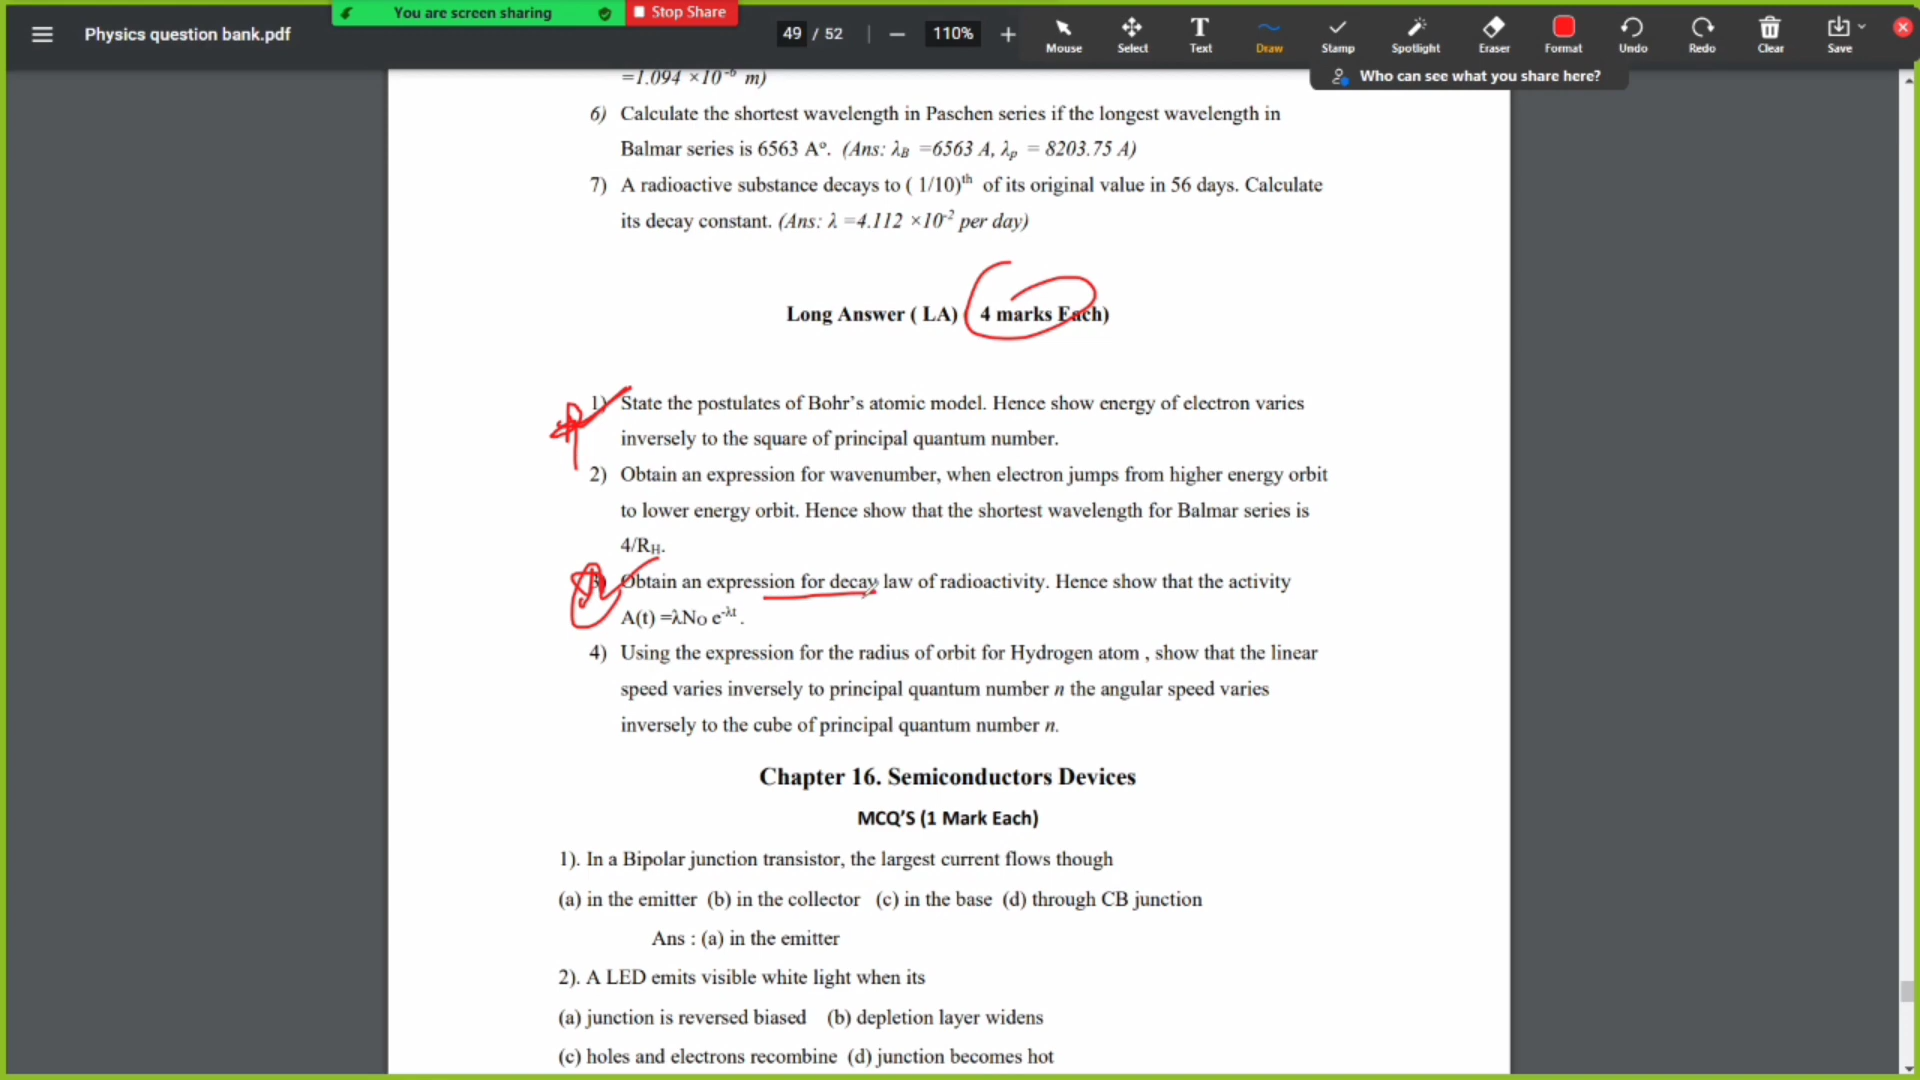 You are screen sharing
Stop Share
Physics question bank.pdf
49 / 52
110%
Mouse
Select
Text
Draw
Stamp
Spotlight
Eraser
Format
Undo
Redo
Clear
Save
Who can see what you share here?
=1.094 ×10⁻⁶ m)
6) Calculate the shortest wavelength in Paschen series if the longest wavelength in
Balmar series is 6563 Aº. (Ans: λB =6563 A, λp = 8203.75 A)
7) A radioactive substance decays to ( 1/10)th of its original value in 56 days. Calculate
its decay constant. (Ans: λ =4.112 ×10⁻² per day)
Long Answer ( LA) ( 4 marks Each)
1) State the postulates of Bohr’s atomic model. Hence show energy of electron varies
inversely to the square of principal quantum number.
2) Obtain an expression for wavenumber, when electron jumps from higher energy orbit
to lower energy orbit. Hence show that the shortest wavelength for Balmar series is
4/RH.
3) Obtain an expression for decay law of radioactivity. Hence show that the activity
A(t) =λNO e-λt .
4) Using the expression for the radius of orbit for Hydrogen atom , show that the linear
speed varies inversely to principal quantum number n the angular speed varies
inversely to the cube of principal quantum number n.
Chapter 16. Semiconductors Devices
MCQ’S (1 Mark Each)
1). In a Bipolar junction transistor, the largest current flows though
(a) in the emitter (b) in the collector (c) in the base (d) through CB junction
Ans : (a) in the emitter
2). A LED emits visible white light when its
(a) junction is reversed biased (b) depletion layer widens
(c) holes and electrons recombine (d) junction becomes hot